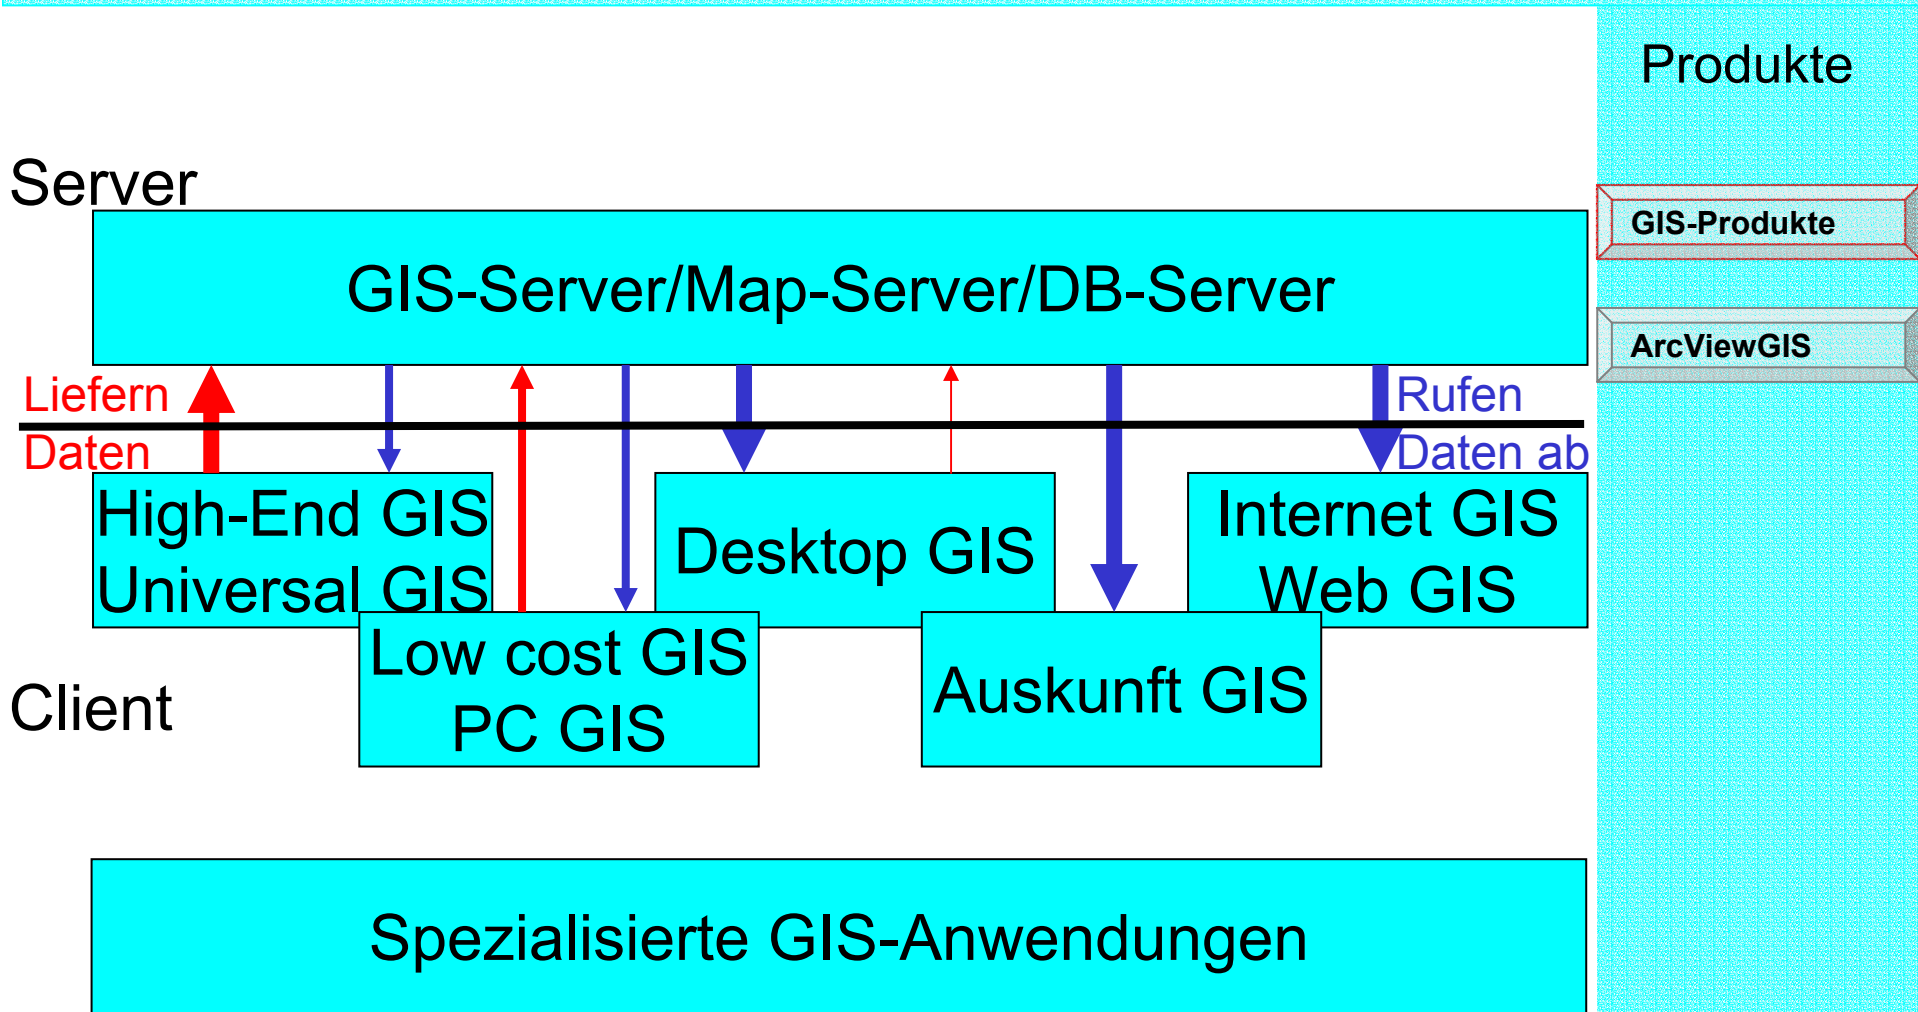 Produkte
Server
GIS-Produkte
GIS-Server/Map-Server/DB-Server
ArcViewGIS
Liefern
Daten
Rufen
Daten ab
High-End GIS
Universal GIS
Desktop GIS
Internet GIS
Web GIS
Low cost GIS
PC GIS
Auskunft GIS
Client
Spezialisierte GIS-Anwendungen